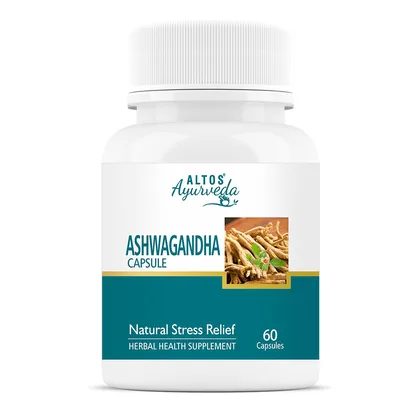 ALTOS®
Ayurveda
ASHWAGANDHA
CAPSULE
Natural Stress Relief
HERBAL HEALTH SUPPLEMENT
60
Capsules